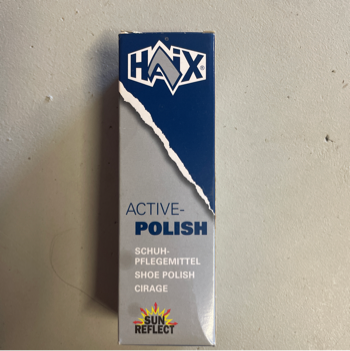 HAIX®
ACTIVE-
POLISH
SCHUH-
PFLEGEMITTEL
SHOE POLISH
CIRAGE
SUN
REFLECT